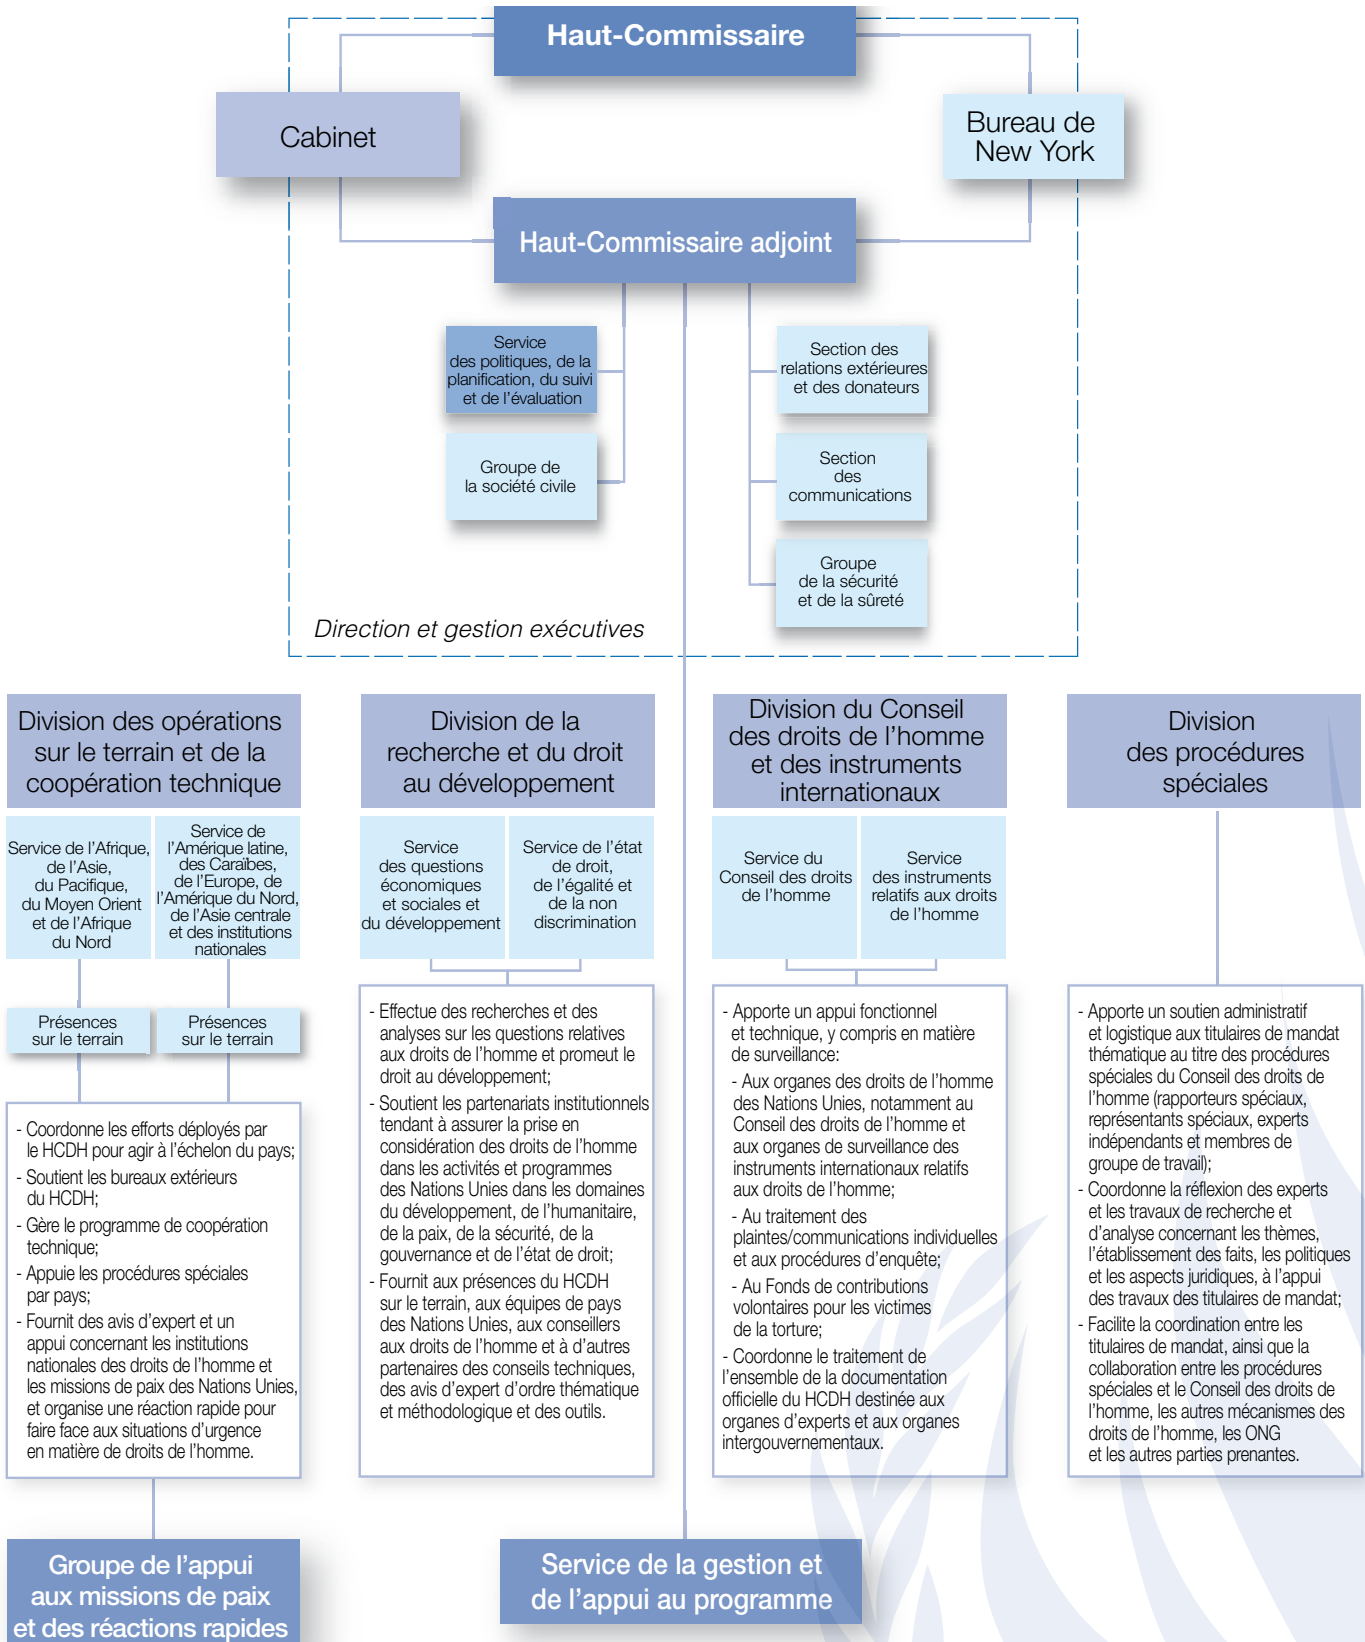 Haut-Commissaire
Cabinet
Bureau de
New York
Haut-Commissaire adjoint
Service
des politiques, de la
planification, du suivi
et de l’évaluation
Section des
relations extérieures
et des donateurs
Groupe de
la société civile
Section
des
communications
Groupe
de la sécurité
et de la sûreté
Direction et gestion exécutives
Division des opérations
sur le terrain et de la
coopération technique
Service de l’Afrique,
de l’Asie,
du Pacifique,
du Moyen Orient
et de l’Afrique
du Nord
Service de
l’Amérique latine,
des Caraïbes,
de l’Europe, de
l’Amérique du Nord,
de l’Asie centrale
et des institutions
nationales
Présences
sur le terrain
Présences
sur le terrain
- Coordonne les efforts déployés par
le HCDH pour agir à l’échelon du pays;
- Soutient les bureaux extérieurs
du HCDH;
- Gère le programme de coopération
technique;
- Appuie les procédures spéciales
par pays;
- Fournit des avis d’expert et un
appui concernant les institutions
nationales des droits de l’homme et
les missions de paix des Nations Unies,
et organise une réaction rapide pour
faire face aux situations d’urgence
en matière de droits de l’homme.
Groupe de l’appui
aux missions de paix
et des réactions rapides
Division de la
recherche et du droit
au développement
Service
des questions
économiques
et sociales et
du développement
Service de l’état
de droit,
de l’égalité et
de la non
discrimination
- Effectue des recherches et des
analyses sur les questions relatives
aux droits de l’homme et promeut le
droit au développement;
- Soutient les partenariats institutionnels
tendant à assurer la prise en
considération des droits de l’homme
dans les activités et programmes
des Nations Unies dans les domaines
du développement, de l’humanitaire,
de la paix, de la sécurité, de la
gouvernance et de l’état de droit;
- Fournit aux présences du HCDH
sur le terrain, aux équipes de pays
des Nations Unies, aux conseillers
aux droits de l’homme et à d’autres
partenaires des conseils techniques,
des avis d’expert d’ordre thématique
et méthodologique et des outils.
Division du Conseil
des droits de l’homme
et des instruments
internationaux
Service du
Conseil des droits
de l’homme
Service
des instruments
relatifs aux droits
de l’homme
- Apporte un appui fonctionnel
et technique, y compris en matière
de surveillance:
- Aux organes des droits de l’homme
des Nations Unies, notamment au
Conseil des droits de l’homme et
aux organes de surveillance des
instruments internationaux relatifs
aux droits de l’homme;
- Au traitement des
plaintes/communications individuelles
et aux procédures d’enquête;
- Au Fonds de contributions
volontaires pour les victimes
de la torture;
- Coordonne le traitement de
l’ensemble de la documentation
officielle du HCDH destinée aux
organes d’experts et aux organes
intergouvernementaux.
Division
des procédures
spéciales
- Apporte un soutien administratif
et logistique aux titulaires de mandat
thématique au titre des procédures
spéciales du Conseil des droits de
l’homme (rapporteurs spéciaux,
représentants spéciaux, experts
indépendants et membres de
groupe de travail);
- Coordonne la réflexion des experts
et les travaux de recherche et
d’analyse concernant les thèmes,
l’établissement des faits, les politiques
et les aspects juridiques, à l’appui
des travaux des titulaires de mandat;
- Facilite la coordination entre les
titulaires de mandat, ainsi que la
collaboration entre les procédures
spéciales et le Conseil des droits de
l’homme, les autres mécanismes des
droits de l’homme, les ONG
et les autres parties prenantes.
Service de la gestion et
de l’appui au programme